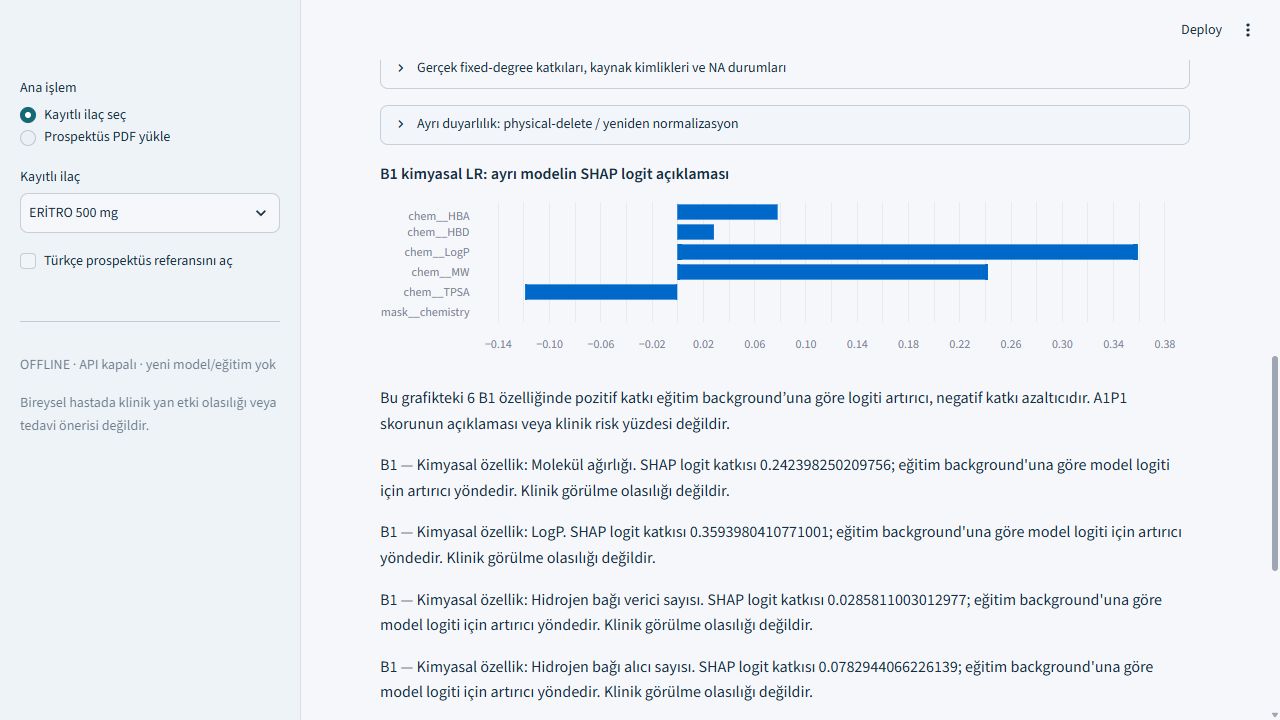 Deploy
Ana işlem
Kayıtlı ilaç seç
Prospektüs PDF yükle
Kayıtlı ilaç
ERİTRO 500 mg
Türkçe prospektüs referansını aç
OFFLINE · API kapalı · yeni model/eğitim yok
Bireysel hastada klinik yan etki olasılığı veya
tedavi önerisi değildir.
Gerçek fixed-degree katkıları, kaynak kimlikleri ve NA durumları
Ayrı duyarlılık: physical-delete / yeniden normalizasyon
B1 kimyasal LR: ayrı modelin SHAP logit açıklaması
chem__HBA
chem__HBD
chem__LogP
chem__MW
chem__TPSA
mask__chemistry
−0.14 −0.10 −0.06 −0.02 0.02 0.06 0.10 0.14 0.18 0.22 0.26 0.30 0.34 0.38
Bu grafikteki 6 B1 özelliğinde pozitif katkı eğitim background’una göre logiti artırıcı, negatif katkı azaltıcıdır. A1P1
skorunun açıklaması veya klinik risk yüzdesi değildir.
B1 — Kimyasal özellik: Molekül ağırlığı. SHAP logit katkısı 0.242398250209756; eğitim background'una göre model logiti
için artırıcı yöndedir. Klinik görülme olasılığı değildir.
B1 — Kimyasal özellik: LogP. SHAP logit katkısı 0.3593980410771001; eğitim background'una göre model logiti için artırıcı
yöndedir. Klinik görülme olasılığı değildir.
B1 — Kimyasal özellik: Hidrojen bağı verici sayısı. SHAP logit katkısı 0.0285811003012977; eğitim background'una göre
model logiti için artırıcı yöndedir. Klinik görülme olasılığı değildir.
B1 — Kimyasal özellik: Hidrojen bağı alıcı sayısı. SHAP logit katkısı 0.0782944066226139; eğitim background'una göre
model logiti için artırıcı yöndedir. Klinik görülme olasılığı değildir.